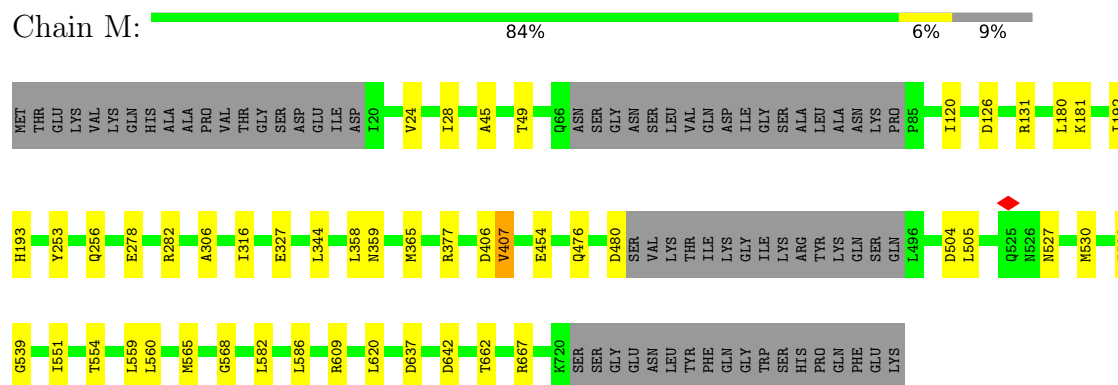 Chain M:
84% 6% 9%
MET THR GLU LYS VAL LYS GLN HIS ALA ALA PRO VAL THR GLY SER ASP GLU ILE ASP I20 V24 I28 A45 T49 Q66 ASN SER GLY ASN SER LEU VAL GLN ASP ILE GLY SER ALA LEU ALA ASN LYS PRO P85 I120 D126 R131 L180 K181
H193 Y253 Q256 E278 R282 A306 I316 E327 L344 L358 N359 M365 R377 D406 V407 E454 Q476 D480 SER VAL LYS THR ILE LYS GLY ILE LYS ARG TYR LYS GLN SER GLN L496 D504 L505 Q525 N526 N527 M530
G539 I551 T554 L559 L560 M565 G568 L582 L586 R609 L620 D637 D642 T662 R667 K720 SER SER GLY GLU ASN LEU TYR PHE GLN GLY TRP SER HIS PRO GLN PHE GLU LYS